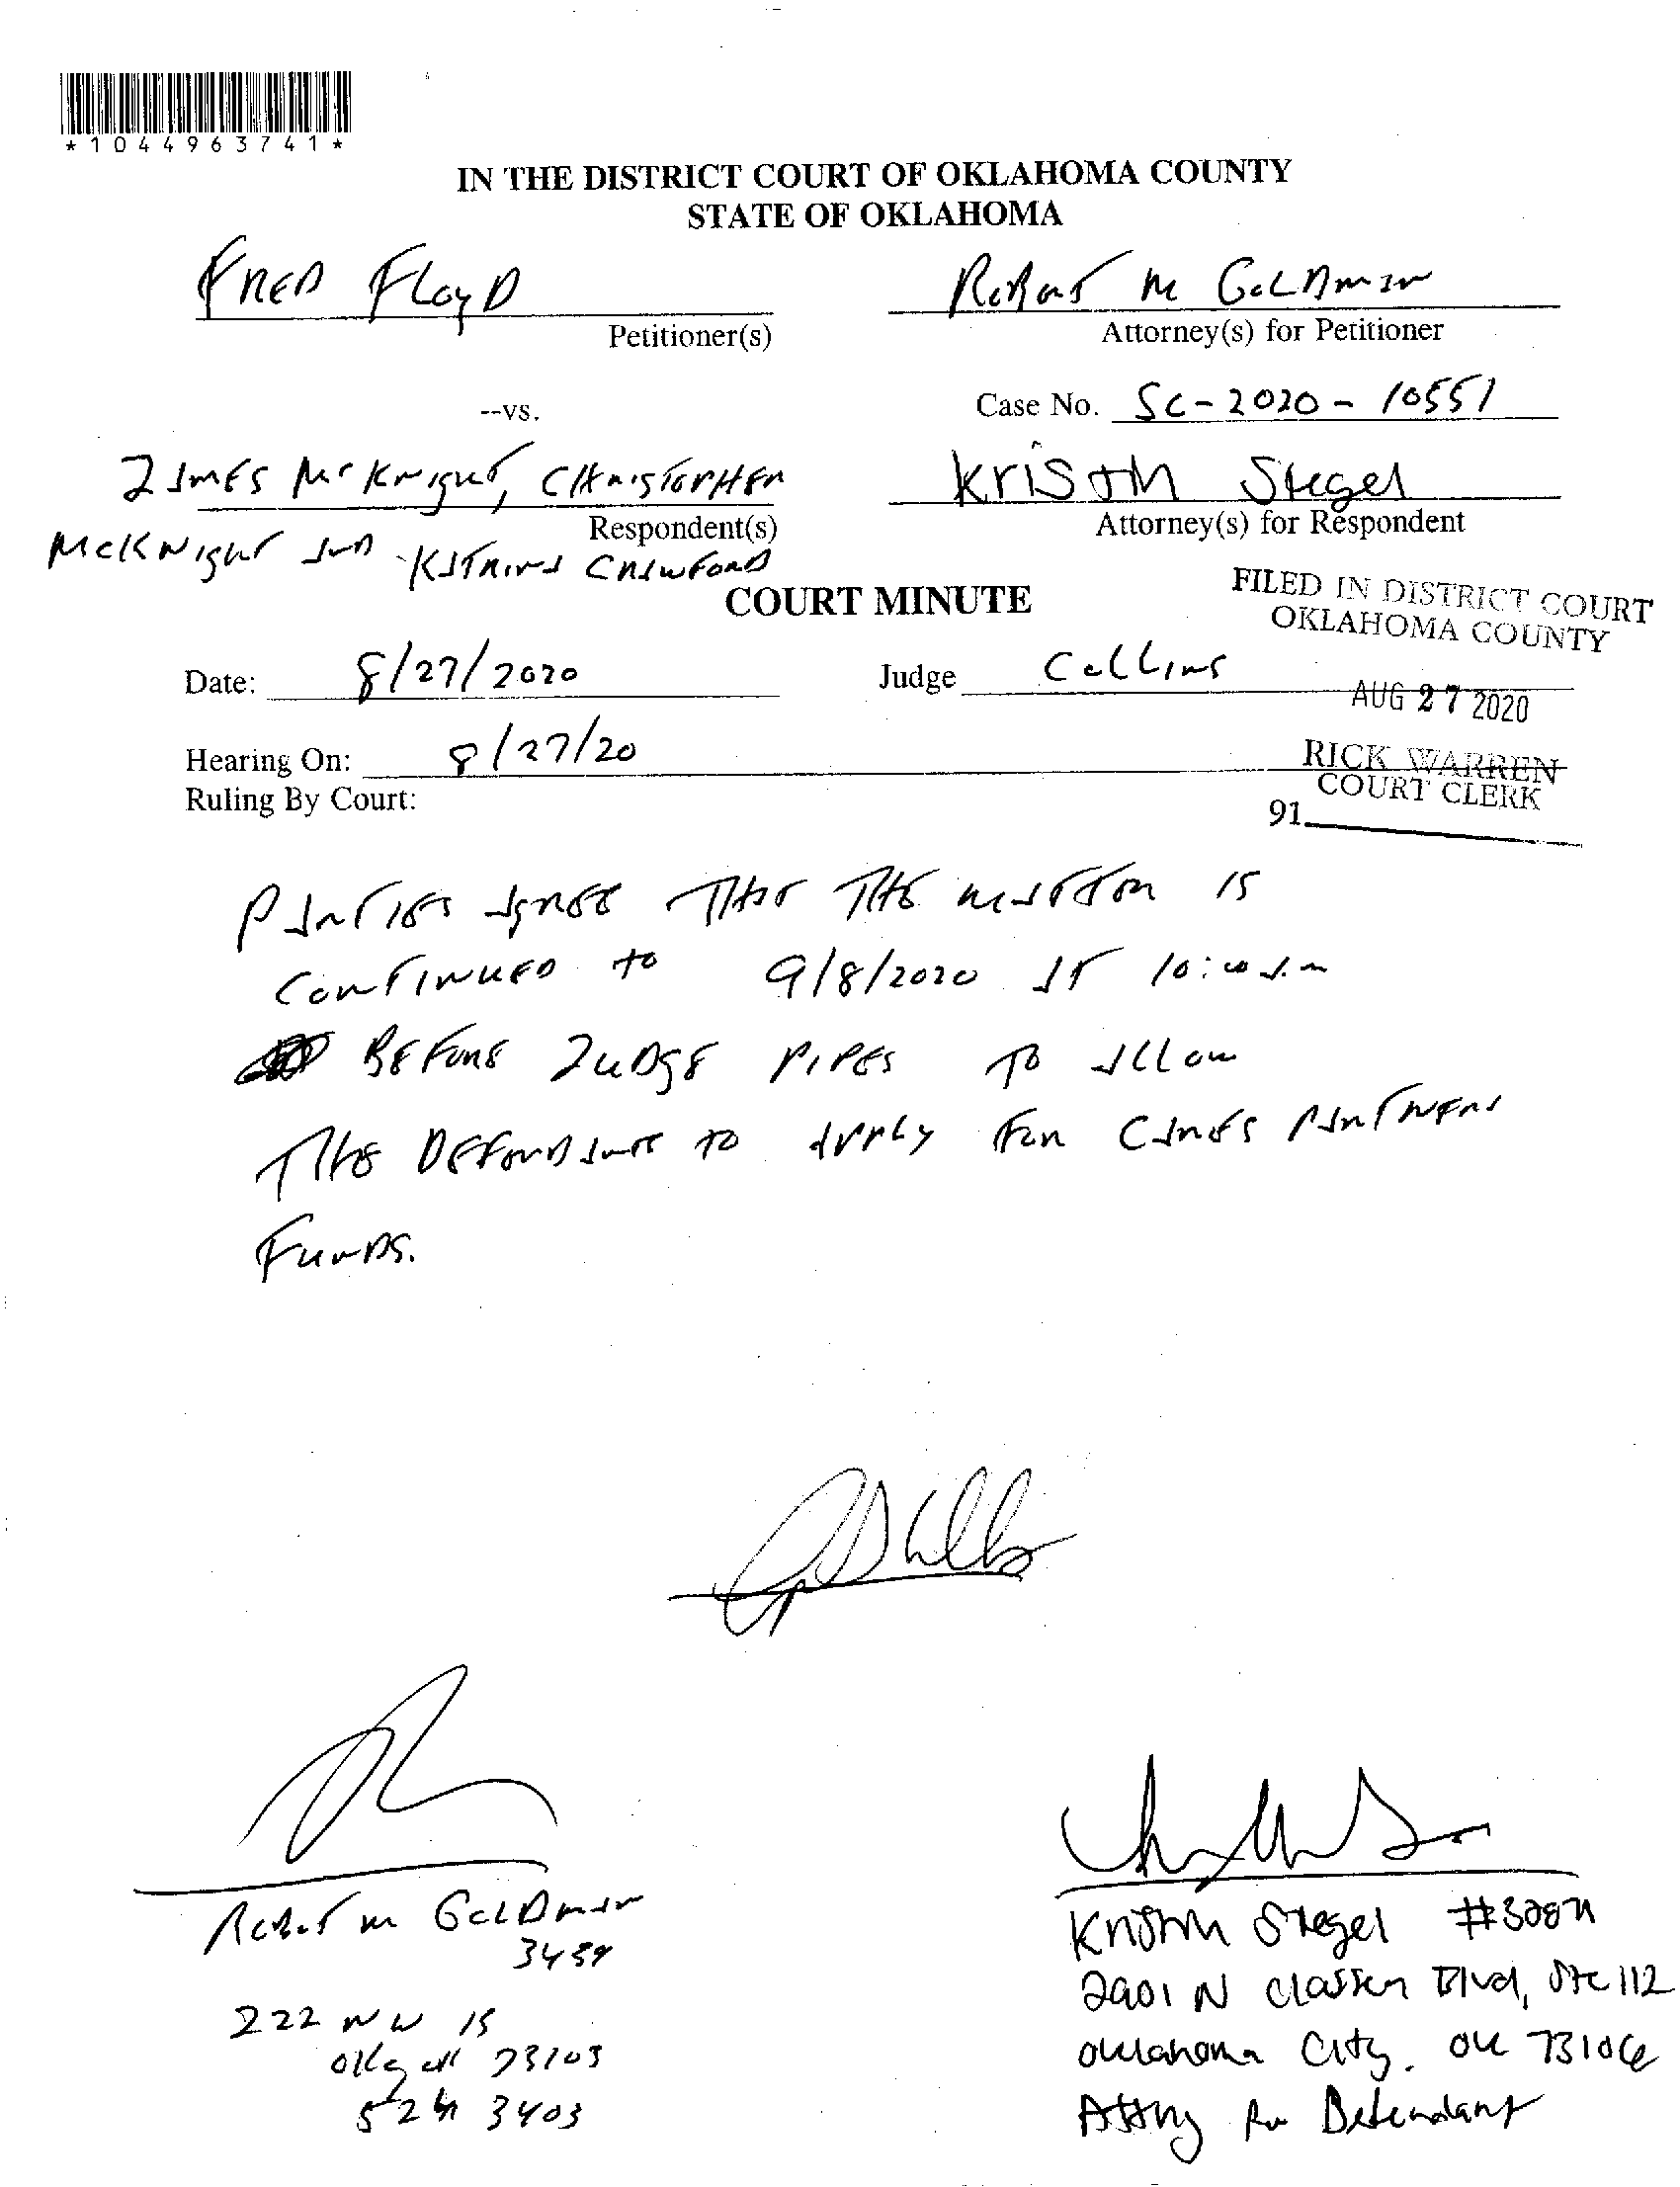 *1044963741*
IN THE DISTRICT COURT OF OKLAHOMA COUNTY
STATE OF OKLAHOMA
FRED FLOYD
Robert M GOLDman
Petitioner(s)
Attorney(s) for Petitioner
--vs.
Case No. SC-2020-10551
JAMES McKnight, CHRISTOPHER
Kristin Stegel
Respondent(s)
Attorney(s) for Respondent
McKNight AND KATRINA CRAWFORD
COURT MINUTE
FILED IN DISTRICT COURT
OKLAHOMA COUNTY
Date: 8/27/2020
Judge Collins
AUG 27 2020
Hearing On: 8/27/20
RICK WARREN
COURT CLERK
Ruling By Court:
91
PARTIES AGREE THAT THE MATTER IS
CONTINUED to 9/8/2020 AT 10:00 A.m
BEFORE JUDGE PIPES TO ALLOW
THE DEFENDANTS TO APPLY FOR CARES PARTNERS
FUNDS.
Robert M GOLDman
222 NW 15
OKC OK 73103
3403
Kristin Stegel
2901 N Classen Blvd, Ste 112
Oklahoma City, OK 73106
Attny for Defendant